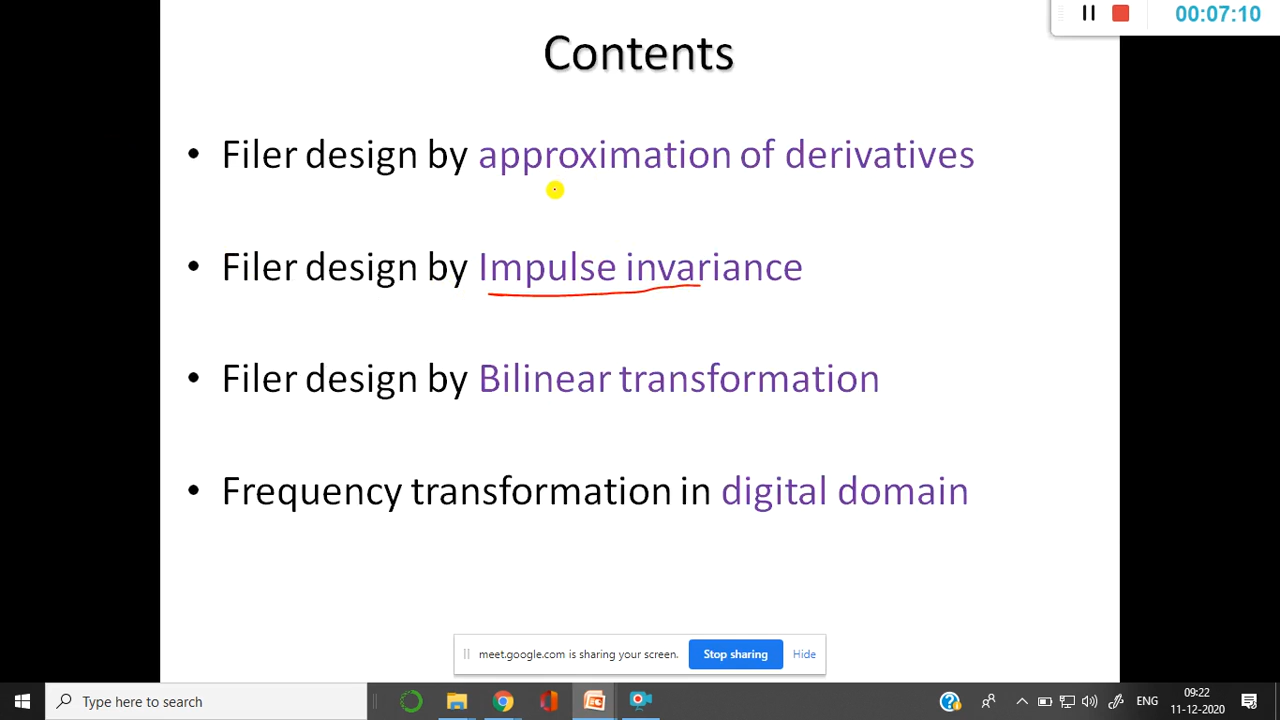 00:07:10
Contents
• Filer design by approximation of derivatives
• Filer design by Impulse invariance
• Filer design by Bilinear transformation
• Frequency transformation in digital domain
meet.google.com is sharing your screen. Stop sharing Hide
Type here to search
ENG
09:22
11-12-2020